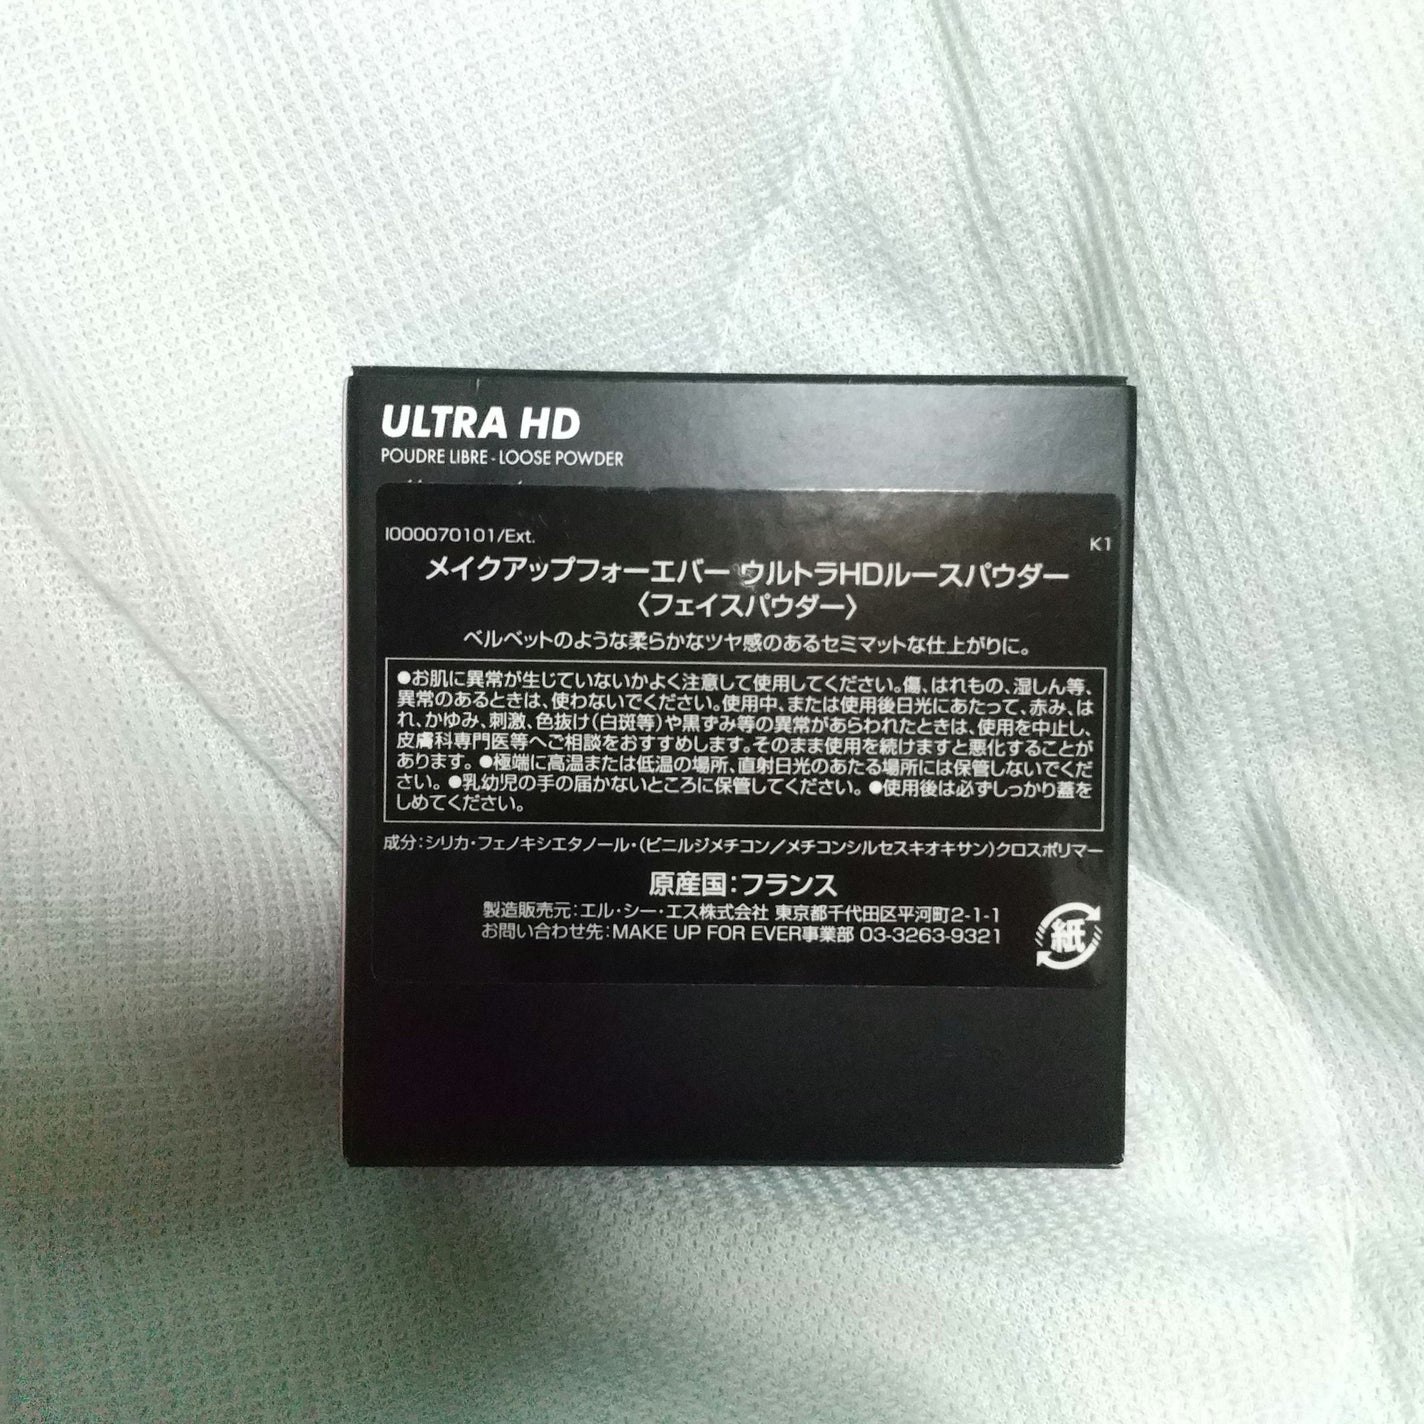 ULTRA HD
POUDRE LIBRE - LOOSE POWDER
I000070101/Ext.
K1
メイクアップフォーエバー ウルトラHDルースパウダー
〈フェイスパウダー〉
ベルベットのような柔らかなツヤ感のあるセミマットな仕上がりに。
●お肌に異常が生じていないかよく注意して使用してください。傷、はれもの、湿しん等、
異常のあるときは、使わないでください。使用中、または使用後日光にあたって、赤み、は
れ、かゆみ、刺激、色抜け(白斑等)や黒ずみ等の異常があらわれたときは、使用を中止し、
皮膚科専門医等へご相談をおすすめします。そのまま使用を続けますと悪化することが
あります。●極端に高温または低温の場所、直射日光のあたる場所には保管しないでくだ
さい。●乳幼児の手の届かないところに保管してください。●使用後は必ずしっかり蓋を
しめてください。
成分:シリカ・フェノキシエタノール・(ビニルジメチコン/メチコンシルセスキオキサン)クロスポリマー
原産国:フランス
製造販売元:エル・シー・エス株式会社 東京都千代田区平河町2-1-1
お問い合わせ先:MAKE UP FOR EVER事業部 03-3263-9321
紙